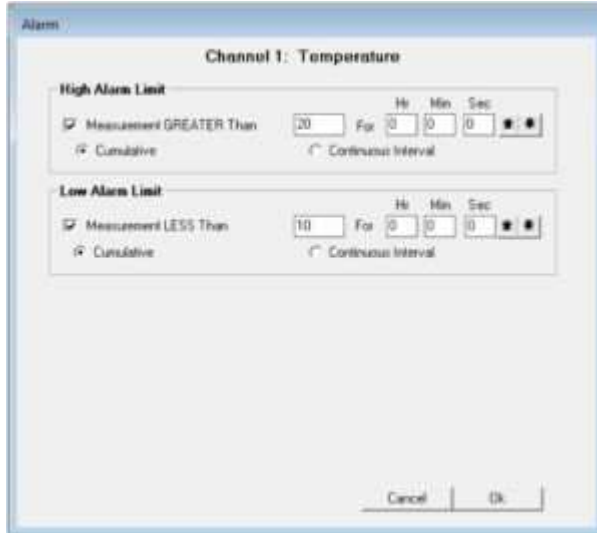 Alarm
Channel 1: Temperature
High Alarm Limit
Hr Min Sec
Measurement GREATER Than 20 For 0 0 0
Cumulative Continuous Interval
Low Alarm Limit
Hr Min Sec
Measurement LESS Than 10 For 0 0 0
Cumulative Continuous Interval
Cancel Ok